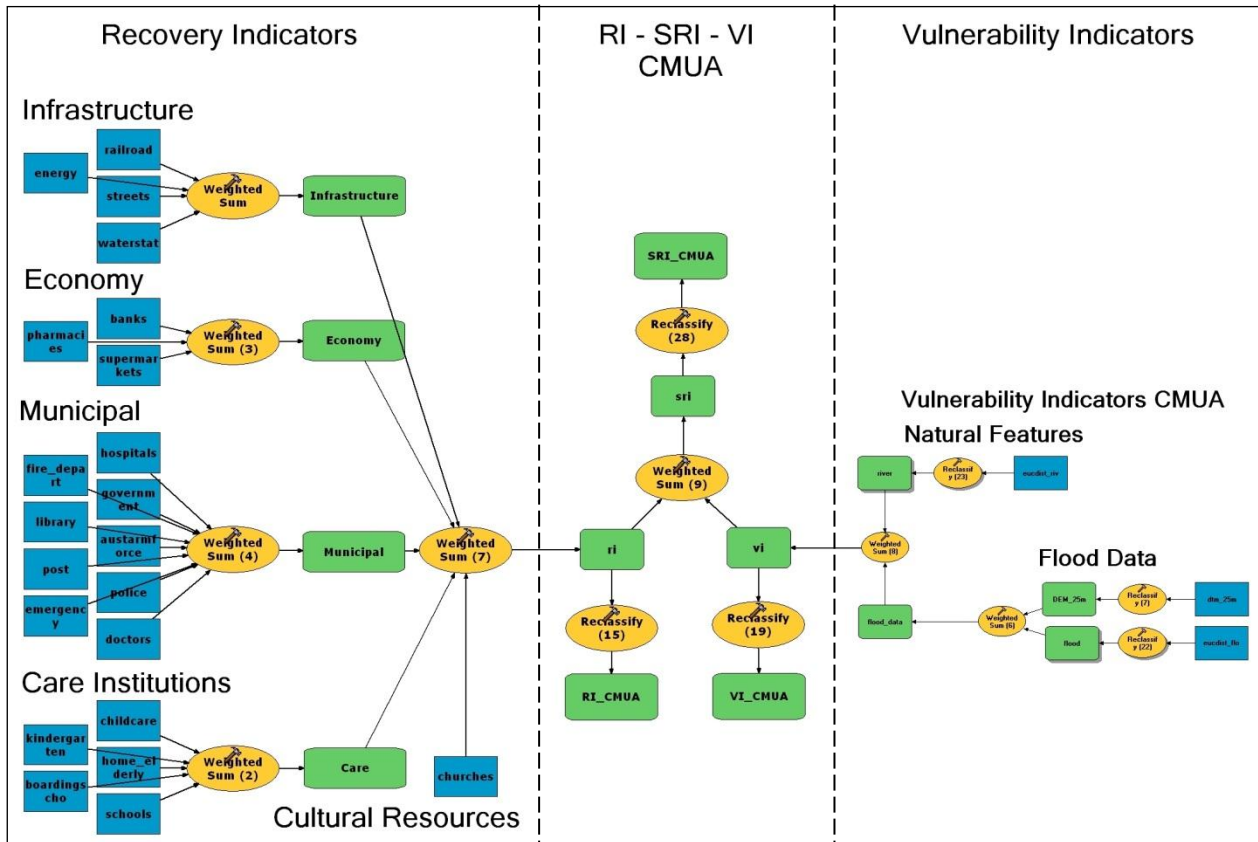 Recovery Indicators
RI - SRI - VI
CMUA
Vulnerability Indicators
Infrastructure
railroad
energy
streets
waterstat
Weighted
Sum
Infrastructure
Economy
banks
pharmaci
es
supermar
kets
Weighted
Sum (3)
Economy
Municipal
hospitals
fire_depart
governm
ent
library
austarmf
orce
post
police
emergenc
y
doctors
Weighted
Sum (4)
Municipal
Weighted
Sum (7)
Care Institutions
childcare
kindergar
ten
home_eld
erly
boardings
cho
schools
Weighted
Sum (2)
Care
churches
Cultural Resources
SRI_CMUA
Reclassify
(28)
sri
Weighted
Sum (9)
ri
vi
Reclassify
(15)
Reclassify
(19)
RI_CMUA
VI_CMUA
Vulnerability Indicators CMUA
Natural Features
river
Reclassif
y (23)
eucdist_riv
Weighted
Sum (8)
Flood Data
DEM_25m
Reclassif
y (7)
dtm_25m
flood_data
Weighted
Sum (6)
flood
Reclassif
y (22)
eucdist_flo